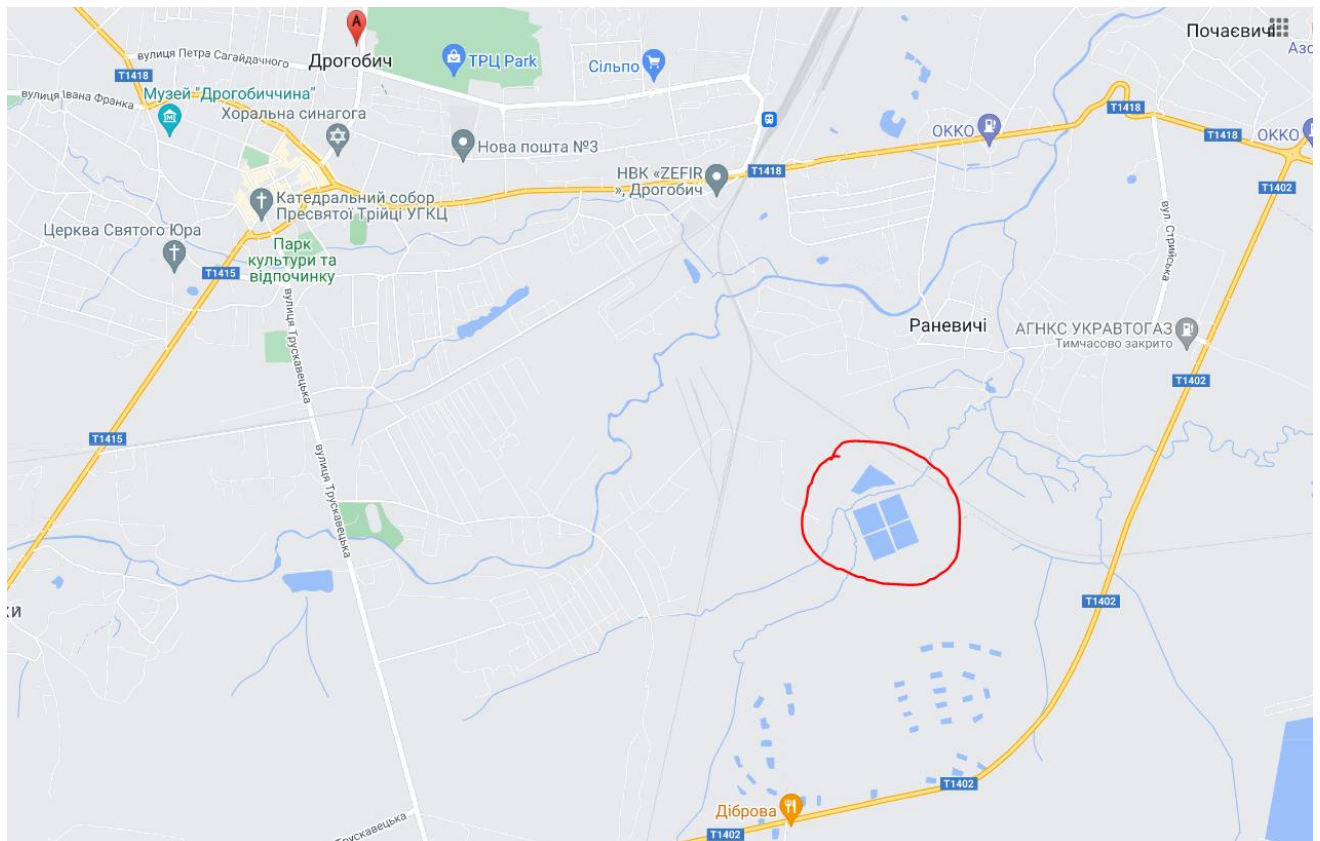 Почаєвичі
Азо
Дрогобич
вулиця Петра Сагайдачного
ТРЦ Park
Сільпо
T1418
вулиця Івана Франка
Музей "Дрогобиччина"
Хоральна синагога
Нова пошта №3
ОККО
T1418
T1418
ОККО
НВК «ZEFIR
», Дрогобич
T1418
T1402
Катедральний собор
Пресвятої Трійці УГКЦ
Церква Святого Юра
Парк
культури та
відпочинку
T1415
вул. Стрийська
вулиця Трускавецька
Раневичі
АГНКС УКРАВТОГАЗ
Тимчасово закрито
T1402
T1415
вулиця Трускавецька
T1402
ки
T1402
Діброва
T1402
Трускавецька